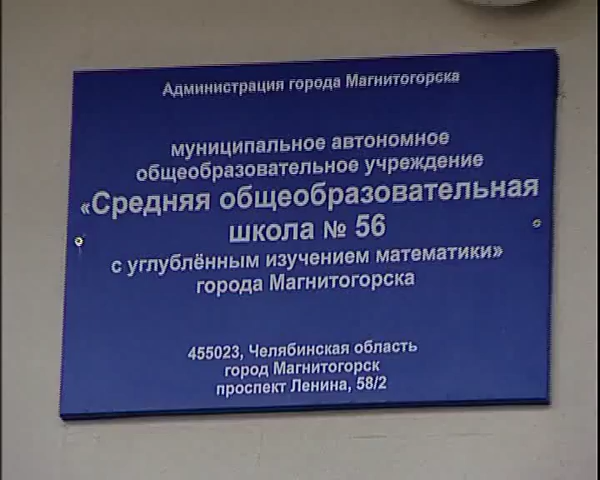 Администрация города Магнитогорска
муниципальное автономное
общеобразовательное учреждение
«Средняя общеобразовательная
школа № 56
с углублённым изучением математики»
города Магнитогорска
455023, Челябинская область
город Магнитогорск
проспект Ленина, 58/2